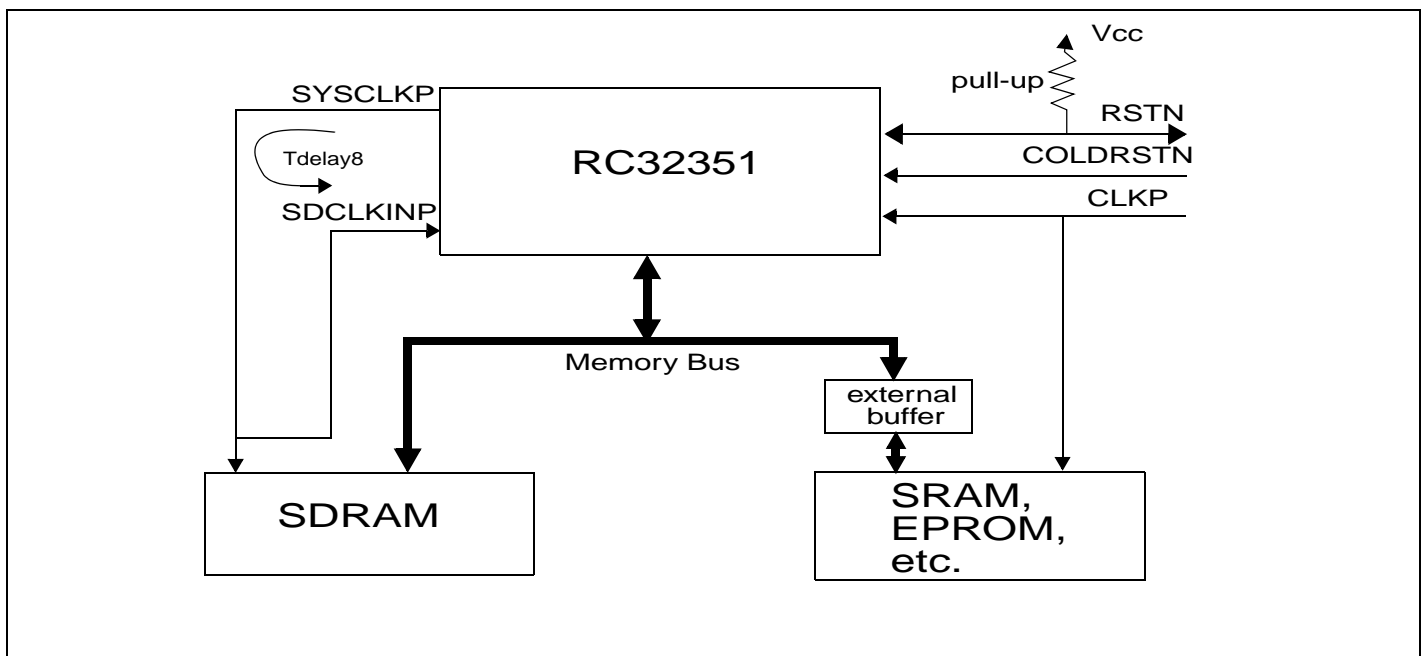 Vcc
pull-up
SYSCLKP
RSTN
Tdelay8
RC32351
COLDRSTN
CLKP
SDCLKINP
Memory Bus
external
buffer
SDRAM
SRAM,
EPROM,
etc.